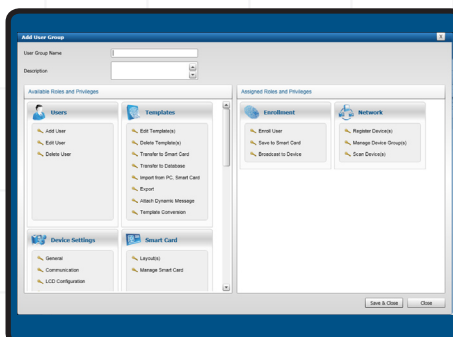 Add User Group
X
User Group Name
Description
Available Roles and Privileges
Assigned Roles and Privileges
Users
Add User
Edit User
Delete User
Templates
Edit Template(s)
Delete Template(s)
Transfer to Smart Card
Transfer to Database
Import from PC, Smart Card
Export
Attach Dynamic Message
Template Conversion
Device Settings
General
Communication
LCD Configuration
Smart Card
Layout(s)
Manage Smart Card
Enrollment
Enroll User
Save to Smart Card
Broadcast to Device
Network
Register Device(s)
Manage Device Group(s)
Scan Device(s)
Save & Close
Close